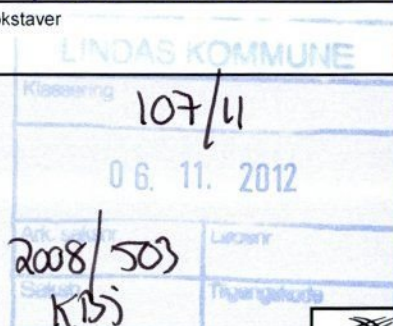 okstaver
LINDAS KOMMUNE
Klassering
107/11
06. 11. 2012
Ark. saksnr
Løpenr
2008/503
Saksb
Tilgangskode
KBj